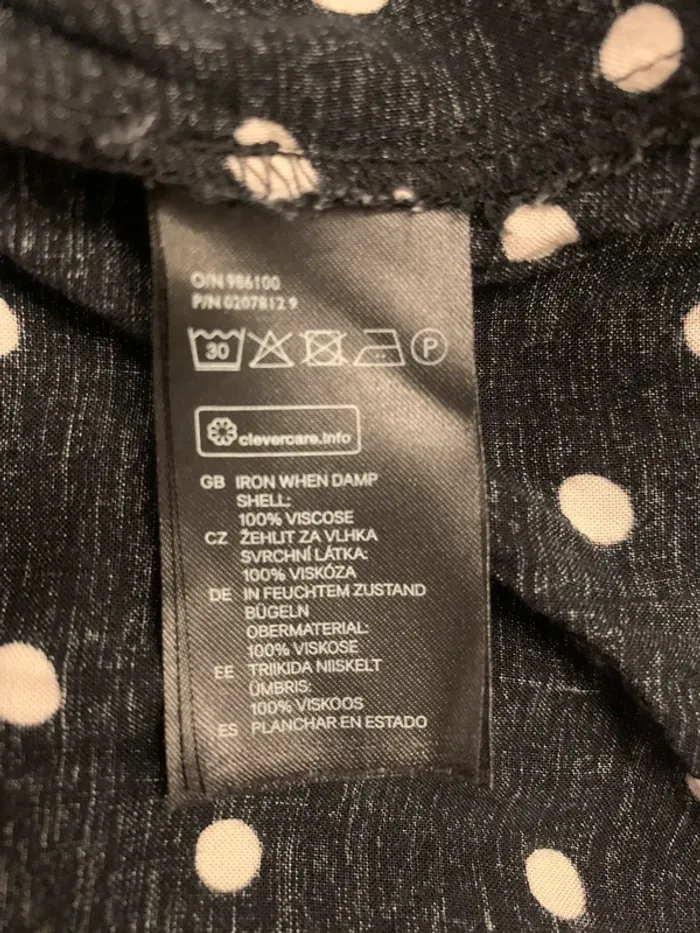 O/N 986100
P/N 0207812 9
30 P
clevercare.info
GB IRON WHEN DAMP
SHELL:
100% VISCOSE
CZ ŽEHLIT ZA VLHKA
SVRCHNÍ LÁTKA:
100% VISKÓZA
DE IN FEUCHTEM ZUSTAND
BÜGELN
OBERMATERIAL:
100% VISKOSE
EE TRIIKIDA NIISKELT
ÜMBRIS:
100% VISKOOS
ES PLANCHAR EN ESTADO